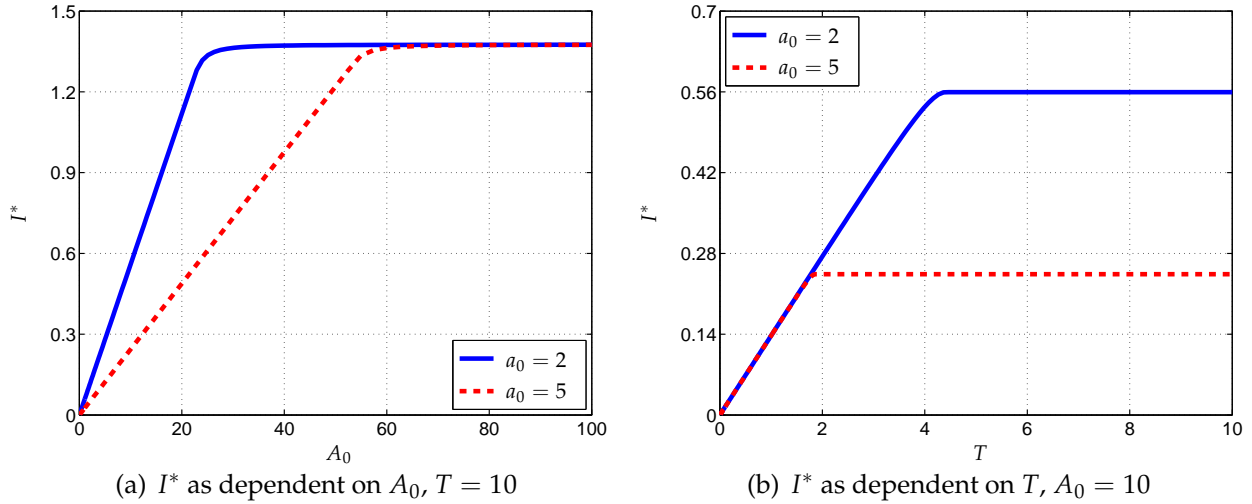 1.5
1.2
0.9
0.6
0.3
0
I*
0 20 40 60 80 100
A₀
a₀ = 2
a₀ = 5
(a) I* as dependent on A₀, T = 10
0.7
0.56
0.42
0.28
0.14
0
I*
0 2 4 6 8 10
T
a₀ = 2
a₀ = 5
(b) I* as dependent on T, A₀ = 10